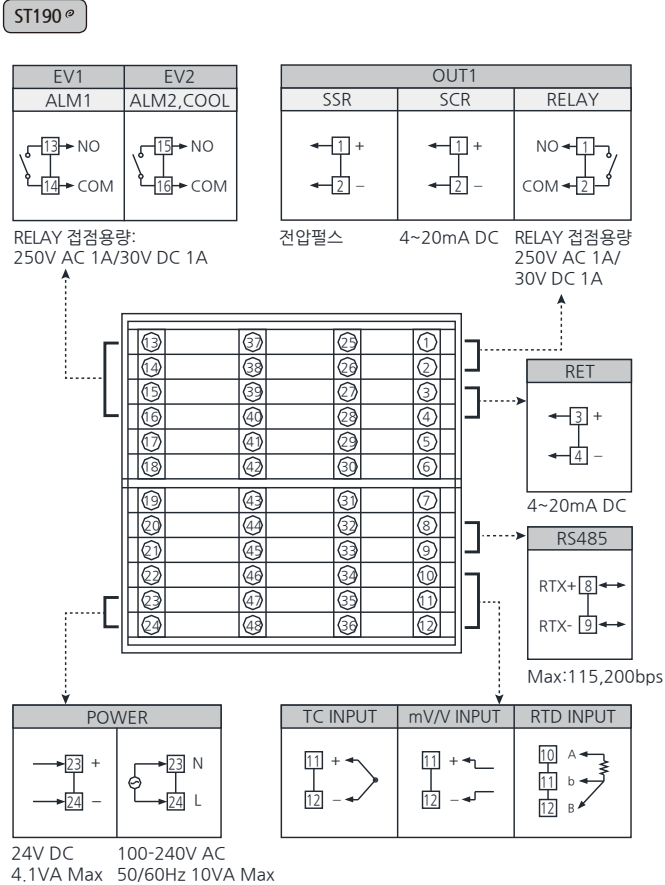 ST190
EV1 EV2
ALM1 ALM2,COOL
13 NO 15 NO
14 COM 16 COM
RELAY 접점용량:
250V AC 1A/30V DC 1A
OUT1
SSR SCR RELAY
1 + 1 + NO 1
2 − 2 − COM 2
전압펄스 4~20mA DC RELAY 접점용량
250V AC 1A/
30V DC 1A
13 37 25 1
14 38 26 2
15 39 27 3
16 40 28 4
17 41 29 5
18 42 30 6
19 43 31 7
20 44 32 8
21 45 33 9
22 46 34 10
23 47 35 11
24 48 36 12
RET
3 +
4 −
4~20mA DC
RS485
RTX+ 8
RTX- 9
Max:115,200bps
POWER
23 + 23 N
24 − 24 L
24V DC 100-240V AC
4.1VA Max 50/60Hz 10VA Max
TC INPUT mV/V INPUT RTD INPUT
11 + 11 + 10 A
12 − 12 − 11 b
12 B